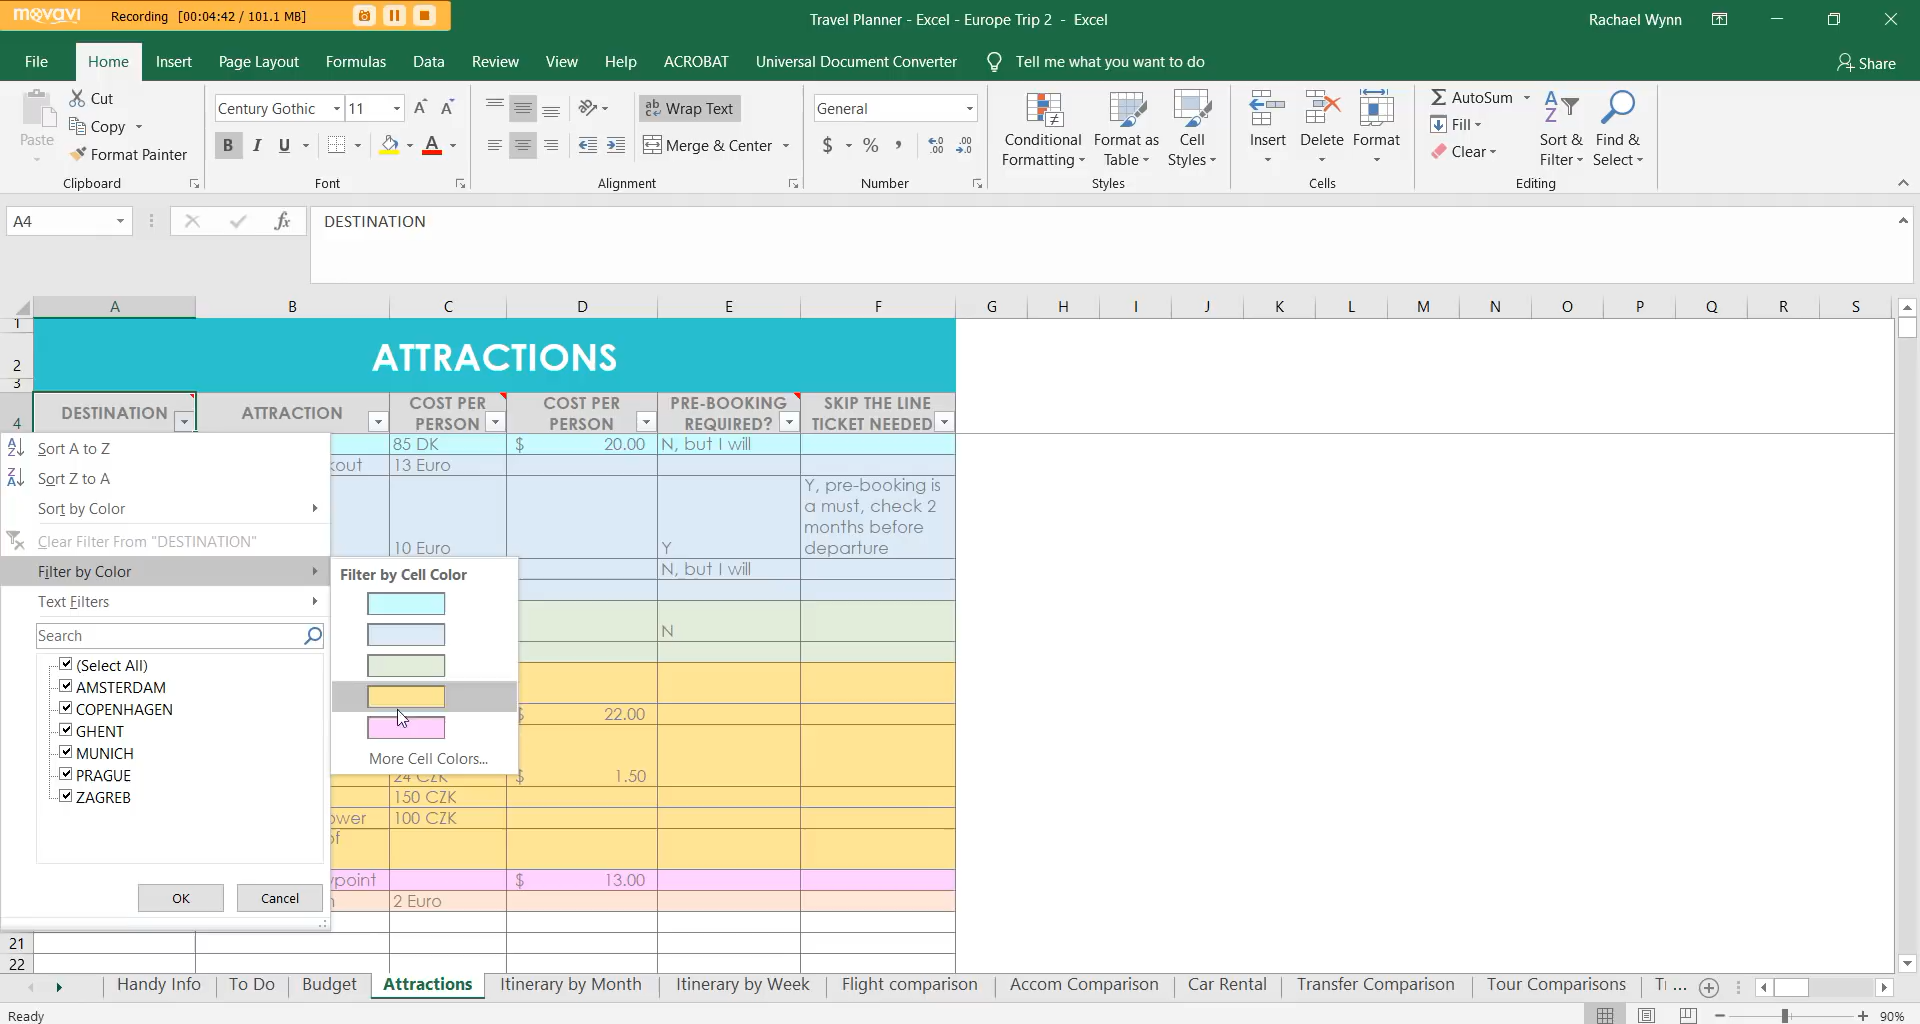 movavi Recording [00:04:42 / 101.1 MB]
Travel Planner - Excel - Europe Trip 2 - Excel
Rachael Wynn
File Home Insert Page Layout Formulas Data Review View Help ACROBAT Universal Document Converter Tell me what you want to do Share
Paste
Cut
Copy
Format Painter
Clipboard
Century Gothic 11
B I U
Font
Wrap Text
Merge & Center
Alignment
General
$ % ,
Number
Conditional Formatting
Format as Table
Cell Styles
Styles
Insert Delete Format
Cells
AutoSum
Fill
Clear
Sort & Filter
Find & Select
Editing
A4
fx
DESTINATION
A B C D E F G H I J K L M N O P Q R S
1
2
3
4
21
22
ATTRACTIONS
DESTINATION ATTRACTION COST PER PERSON COST PER PERSON PRE-BOOKING REQUIRED? SKIP THE LINE TICKET NEEDED
85 DK $ 20.00 N, but I will
kout 13 Euro
Y, pre-booking is
a must, check 2
months before
10 Euro Y departure
N, but I will
N
$ 22.00
24 CZK $ 1.50
150 CZK
ower 100 CZK
of
ypoint $ 13.00
2 Euro
Sort A to Z
Sort Z to A
Sort by Color
Clear Filter From "DESTINATION"
Filter by Color
Text Filters
Search
(Select All)
AMSTERDAM
COPENHAGEN
GHENT
MUNICH
PRAGUE
ZAGREB
OK Cancel
Filter by Cell Color
More Cell Colors...
Handy Info To Do Budget Attractions Itinerary by Month Itinerary by Week Flight comparison Accom Comparison Car Rental Transfer Comparison Tour Comparisons
Ready
90%